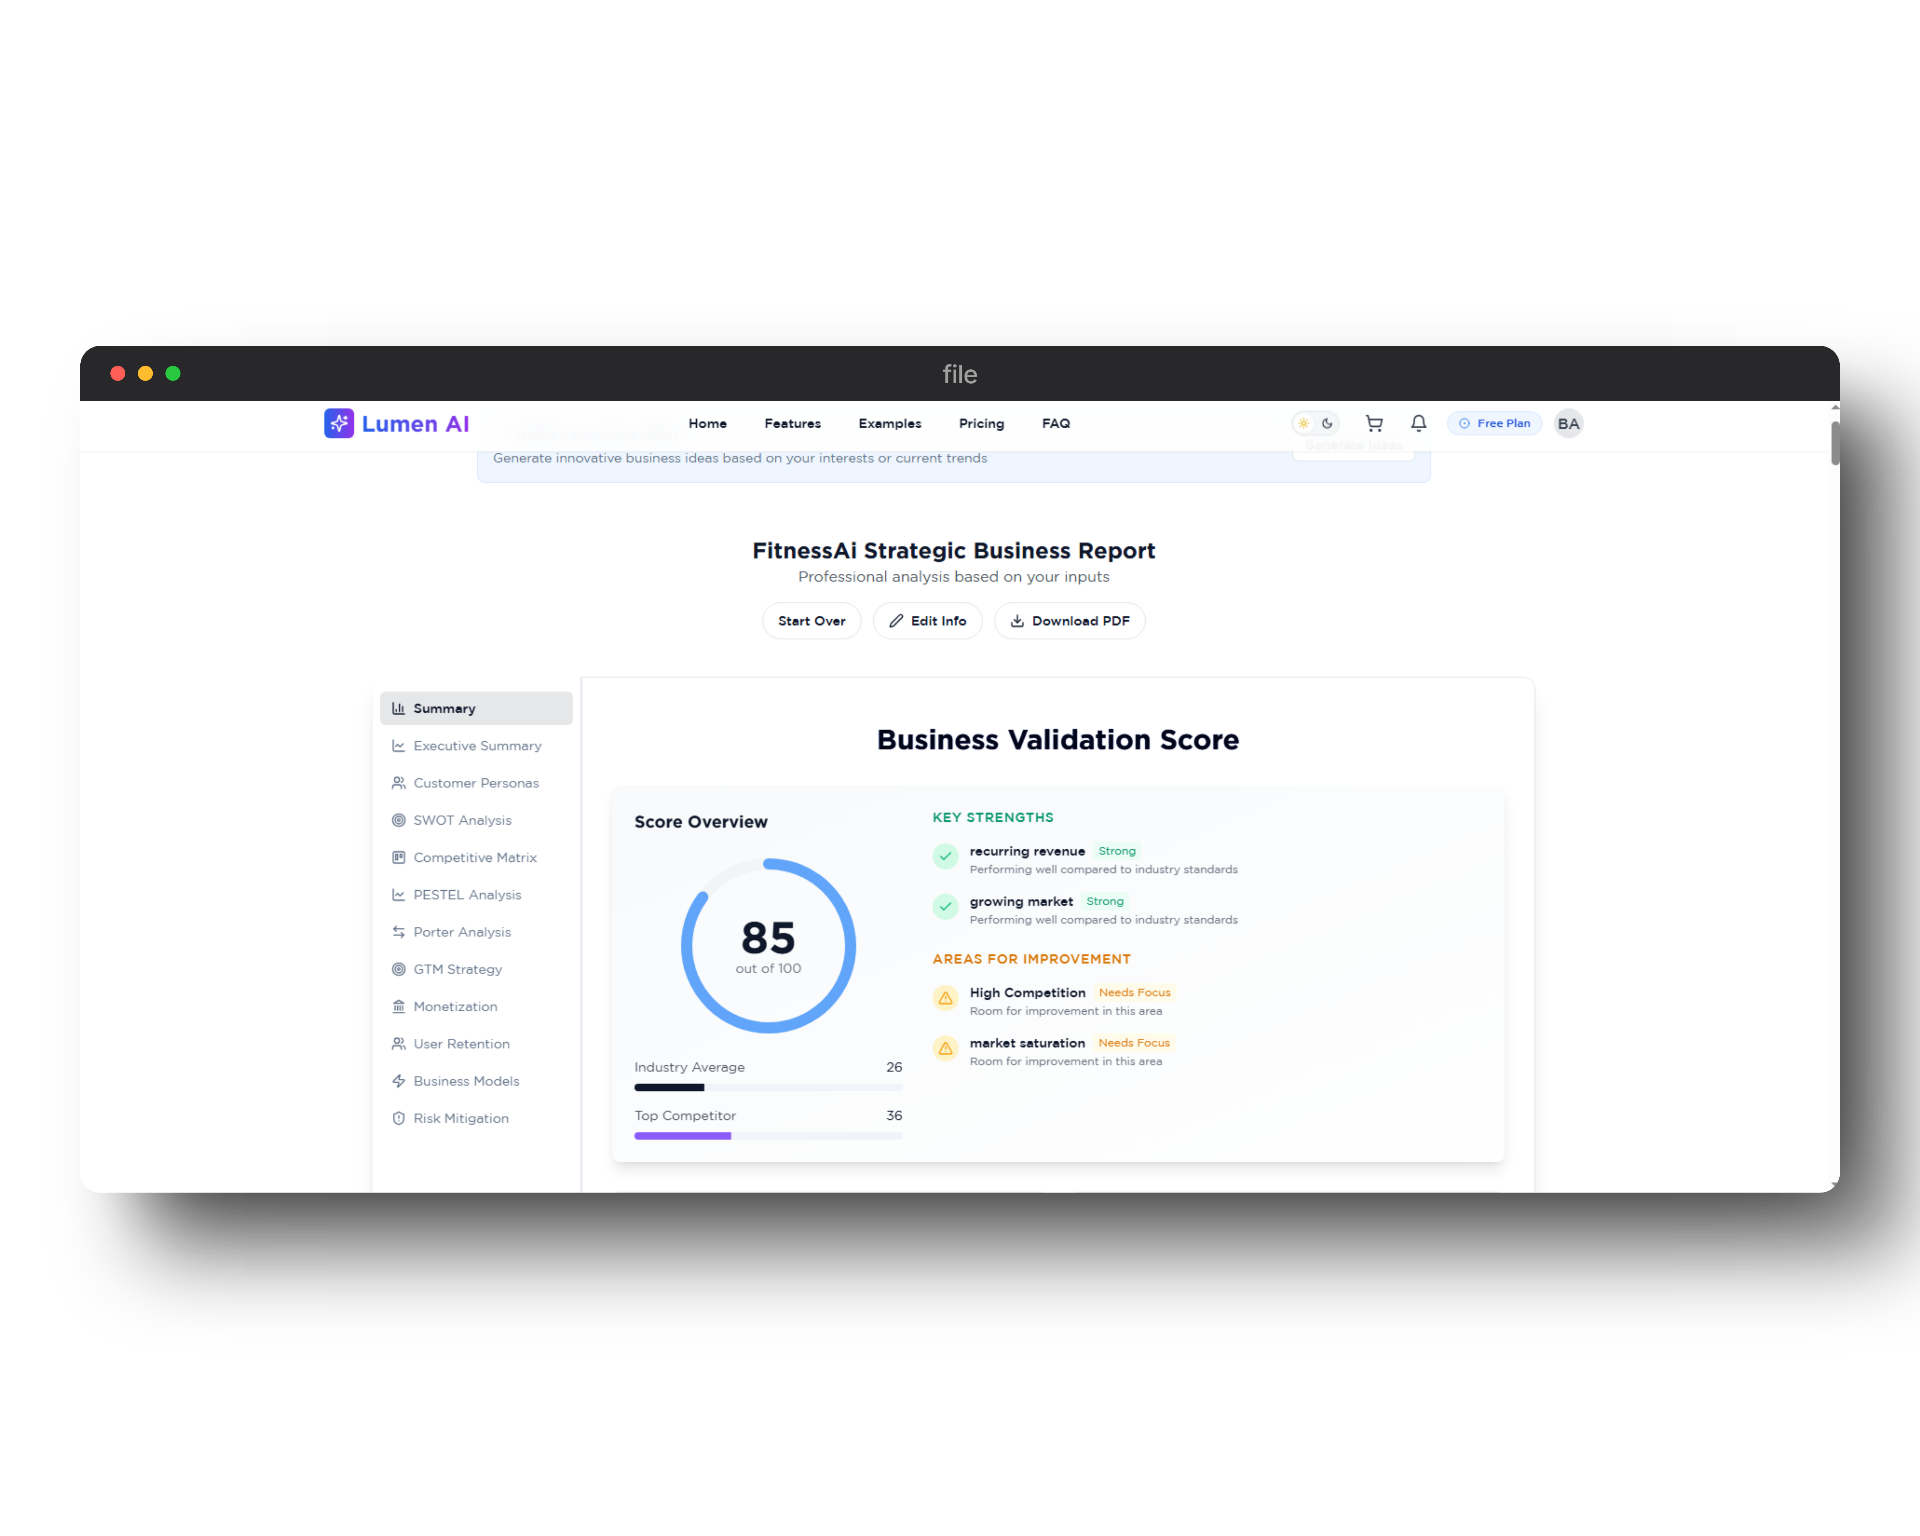 file
Lumen AI
Home Features Examples Pricing FAQ
Free Plan BA
Generate Ideas
Generate innovative business ideas based on your interests or current trends
FitnessAi Strategic Business Report
Professional analysis based on your inputs
Start Over Edit Info Download PDF
Summary
Executive Summary
Customer Personas
SWOT Analysis
Competitive Matrix
PESTEL Analysis
Porter Analysis
GTM Strategy
Monetization
User Retention
Business Models
Risk Mitigation
Business Validation Score
Score Overview
85
out of 100
Industry Average 26
Top Competitor 36
KEY STRENGTHS
recurring revenue Strong
Performing well compared to industry standards
growing market Strong
Performing well compared to industry standards
AREAS FOR IMPROVEMENT
High Competition Needs Focus
Room for improvement in this area
market saturation Needs Focus
Room for improvement in this area